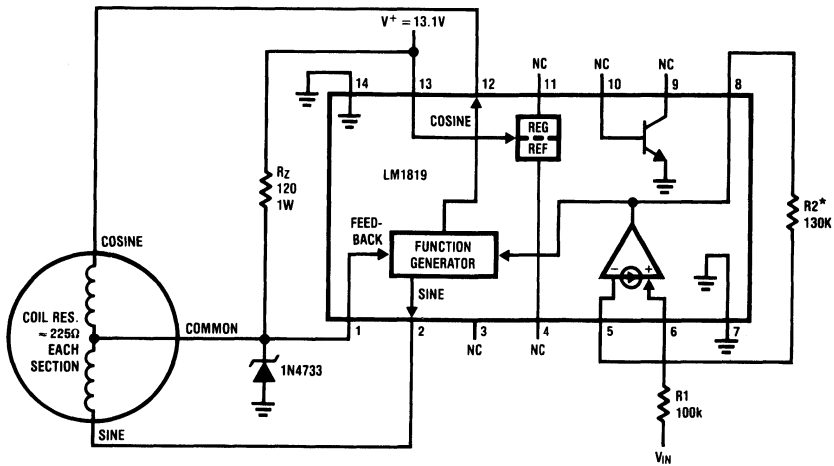 V+ = 13.1V
NC
NC
NC
14
13
12
11
10
9
8
COSINE
REG
REF
LM1819
RZ
120
1W
R2*
130K
FEED-
BACK
FUNCTION
GENERATOR
- +
COSINE
SINE
COIL RES.
≈ 225Ω
EACH
SECTION
COMMON
1
2
3
4
5
6
7
NC
NC
1N4733
R1
100k
SINE
VIN